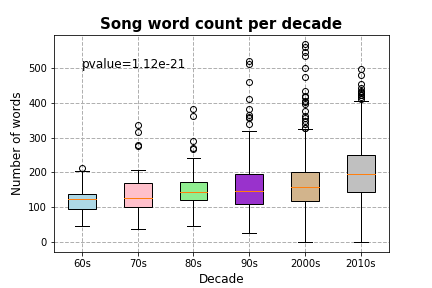 Song word count per decade
pvalue=1.12e-21
Number of words
500
400
300
200
100
0
60s 70s 80s 90s 2000s 2010s
Decade